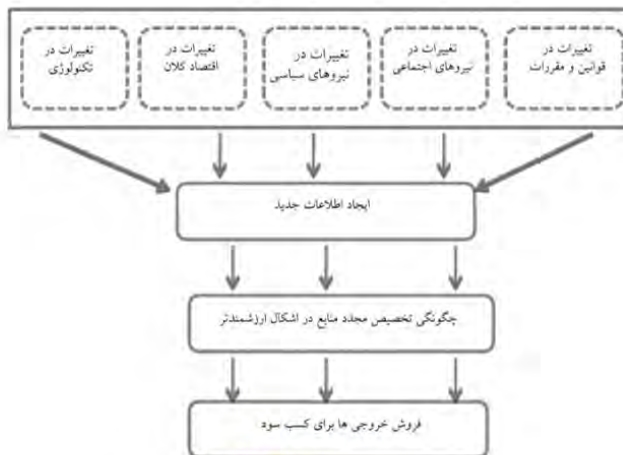 تغییرات در
قوانین و مقررات
تغییرات در
نیروهای اجتماعی
تغییرات در
نیروهای سیاسی
تغییرات در
اقتصاد کلان
تغییرات در
تکنولوژی
ایجاد اطلاعات جدید
چگونگی تخصیص مجدد منابع در اشکال ارزشمندتر
فروش خروجی ها برای کسب سود